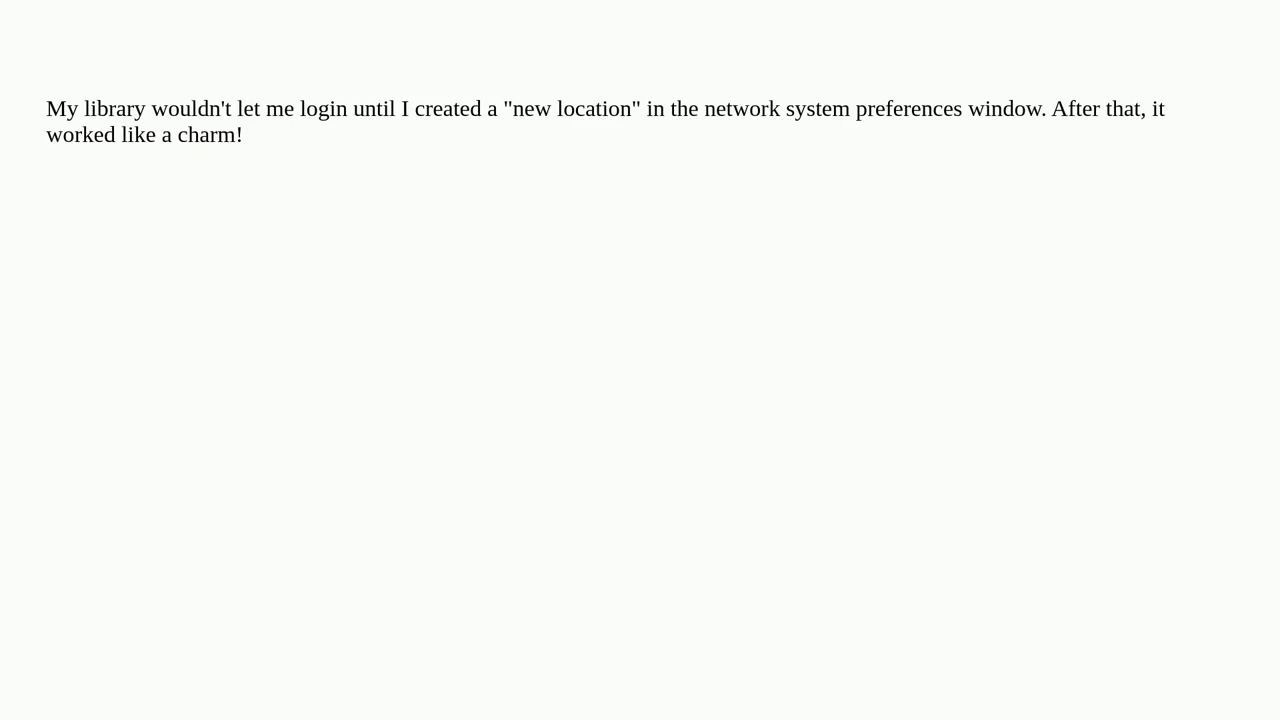 My library wouldn't let me login until I created a "new location" in the network system preferences window. After that, it
worked like a charm!